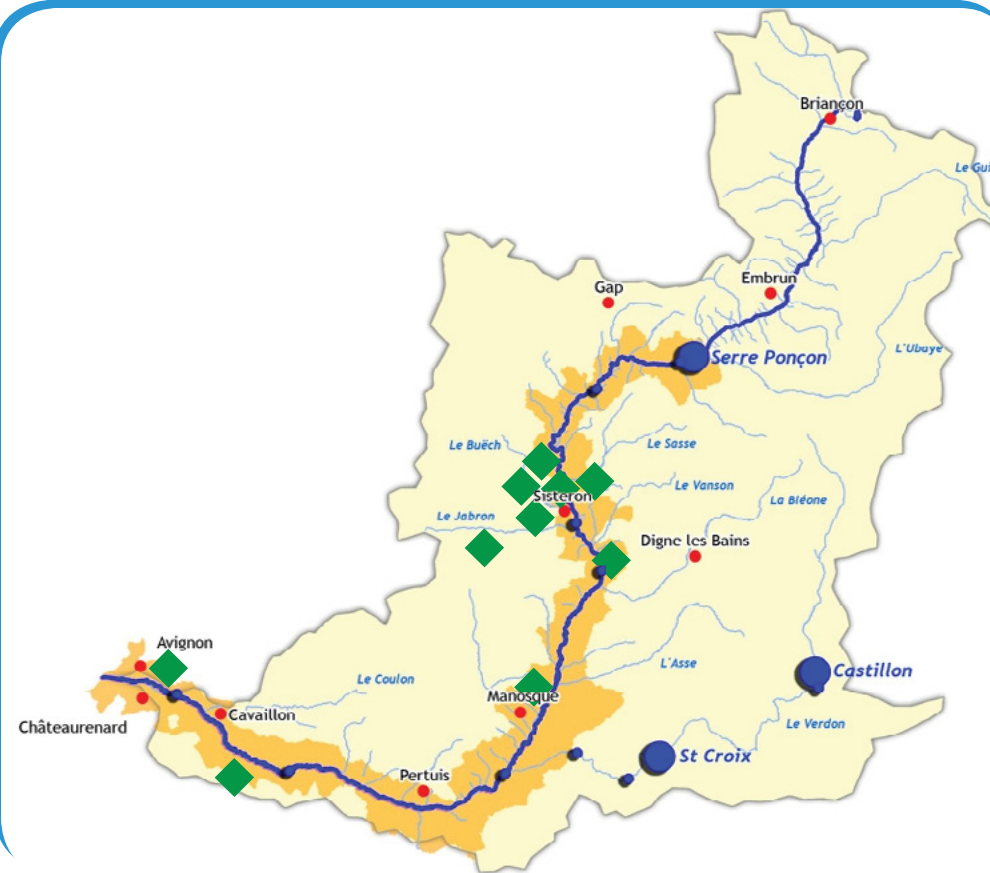 Briançon
Le Gui
Embrun
Gap
L'Ubaye
Serre Ponçon
Le Buëch
Le Sasse
Le Vanson
Sisteron
La Bléone
Le Jabron
Digne les Bains
Avignon
L'Asse
Castillon
Le Coulon
Manosque
Cavaillon
Châteaurenard
Le Verdon
St Croix
Pertuis